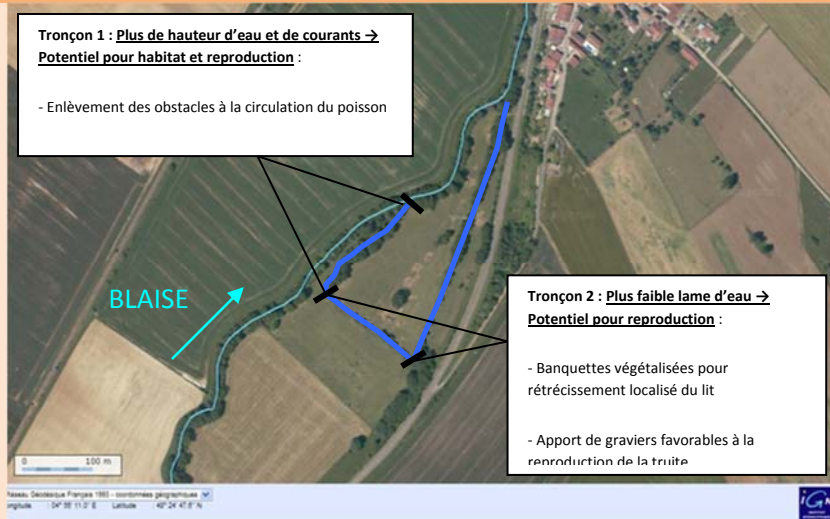 Tronçon 1 : Plus de hauteur d'eau et de courants →
Potentiel pour habitat et reproduction :
- Enlèvement des obstacles à la circulation du poisson
BLAISE
Tronçon 2 : Plus faible lame d'eau →
Potentiel pour reproduction :
- Banquettes végétalisées pour
rétrécissement localisé du lit
- Apport de graviers favorables à la
reproduction de la truite
0 100 m
Réseau Géodésique Français 1993 - coordonnées géographiques
Latitude
iGN